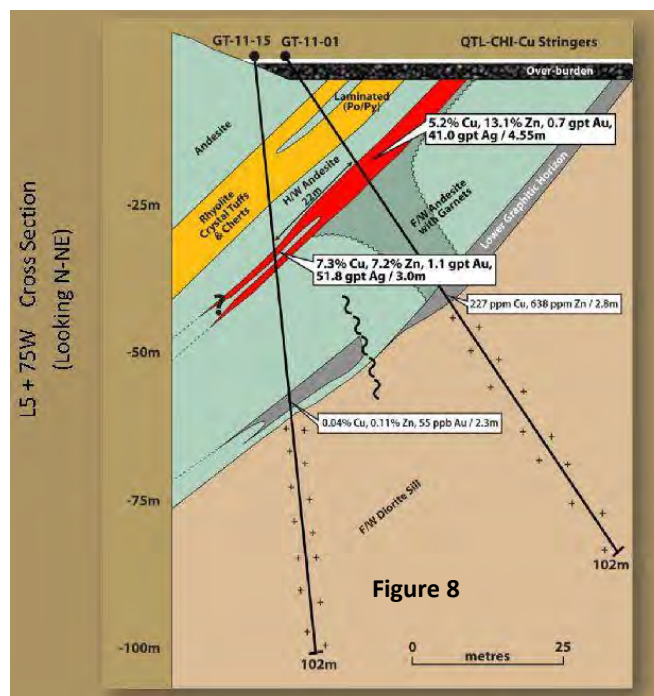 GT-11-15 GT-11-01 QTL-CHI-Cu Stringers
Over-burden
Laminated
(Po/Py)
Andesite
5.2% Cu, 13.1% Zn, 0.7 gpt Au,
41.0 gpt Ag / 4.55m
-25m
Rhyolite
Crystal Tuffs
& Cherts
H/W Andesite
22m
F/W Andesite
with Garnets
Lower Graphitic Horizon
7.3% Cu, 7.2% Zn, 1.1 gpt Au,
51.8 gpt Ag / 3.0m
?
227 ppm Cu, 638 ppm Zn / 2.8m
L5 + 75W Cross Section
(Looking N-NE)
-50m
0.04% Cu, 0.11% Zn, 55 ppb Au / 2.3m
-75m
F/W Diorite Sill
102m
Figure 8
-100m
102m
0 25
metres